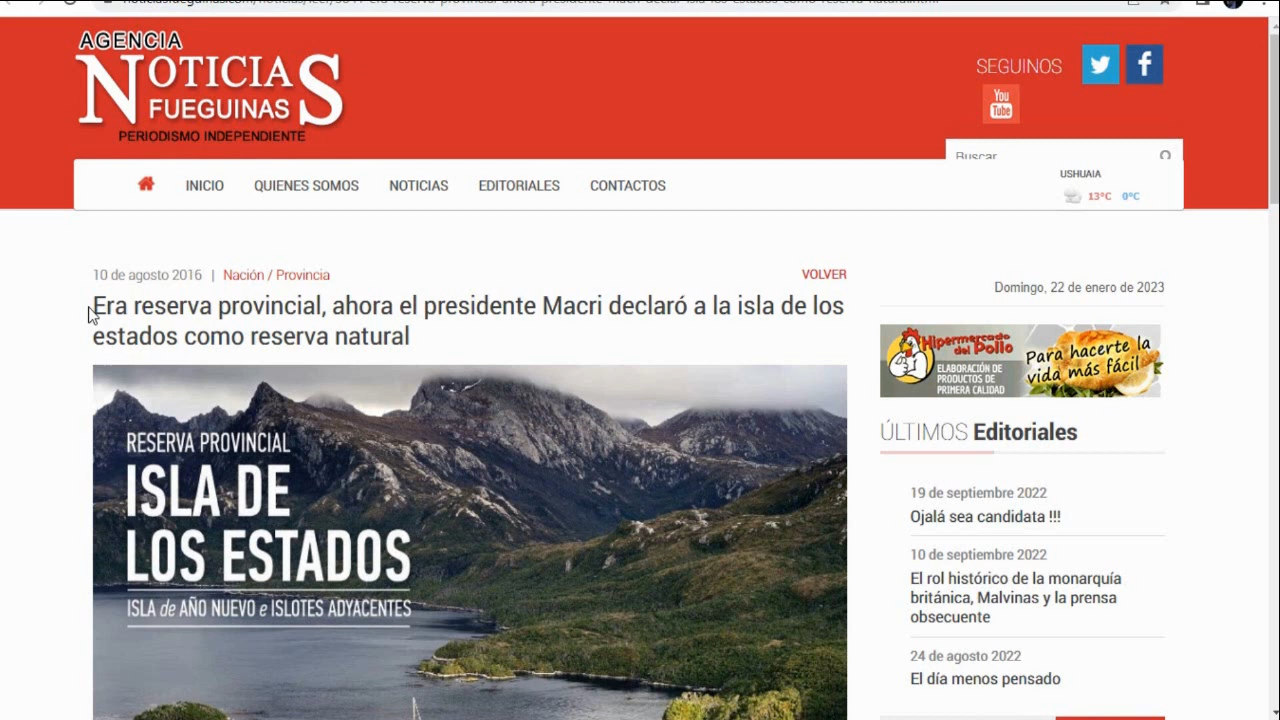 AGENCIA
NOTICIAS
FUEGUINAS
PERIODISMO INDEPENDIENTE
SEGUINOS
You
Tube
Buscar
INICIO QUIENES SOMOS NOTICIAS EDITORIALES CONTACTOS
USHUAIA
13°C 0°C
10 de agosto 2016 | Nación / Provincia
VOLVER
Era reserva provincial, ahora el presidente Macri declaró a la isla de los
estados como reserva natural
RESERVA PROVINCIAL
ISLA DE
LOS ESTADOS
ISLA de AÑO NUEVO e ISLOTES ADYACENTES
Domingo, 22 de enero de 2023
Hipermercado
del Pollo
ELABORACIÓN DE
PRODUCTOS DE
PRIMERA CALIDAD
Para hacerte la
vida más fácil
ÚLTIMOS Editoriales
19 de septiembre 2022
Ojalá sea candidata !!!
10 de septiembre 2022
El rol histórico de la monarquía
británica, Malvinas y la prensa
obsecuente
24 de agosto 2022
El día menos pensado